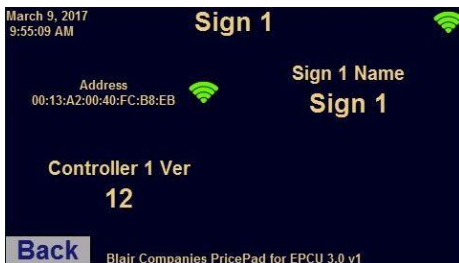 March 9, 2017
9:55:09 AM
Sign 1
Address
00:13:A2:00:40:FC:B8:EB
Sign 1 Name
Sign 1
Controller 1 Ver
12
Back
Blair Companies PricePad for EPCU 3.0 v1